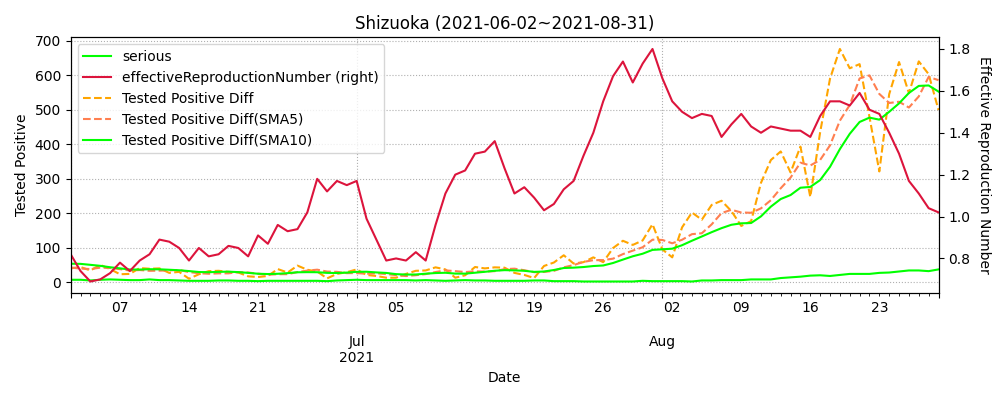 Shizuoka (2021-06-02~2021-08-31)
serious
effectiveReproductionNumber (right)
Tested Positive Diff
Tested Positive Diff(SMA5)
Tested Positive Diff(SMA10)
Tested Positive
700
600
500
400
300
200
100
0
Effective Reproduction Number
1.8
1.6
1.4
1.2
1.0
0.8
07 14 21 28 05 12 19 26 02 09 16 23
Jul Aug
2021
Date